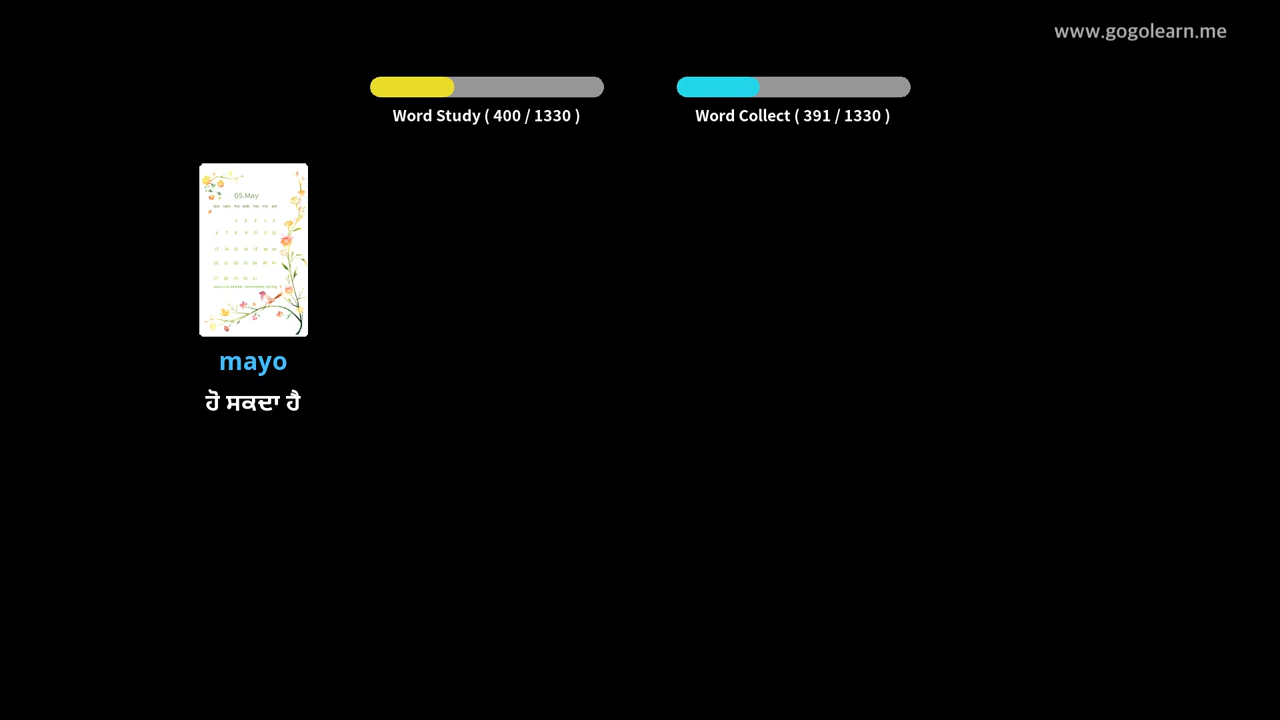 www.gogolearn.me
Word Study ( 400 / 1330 )
Word Collect ( 391 / 1330 )
05.May
mayo
ਹੋ ਸਕਦਾ ਹੈ